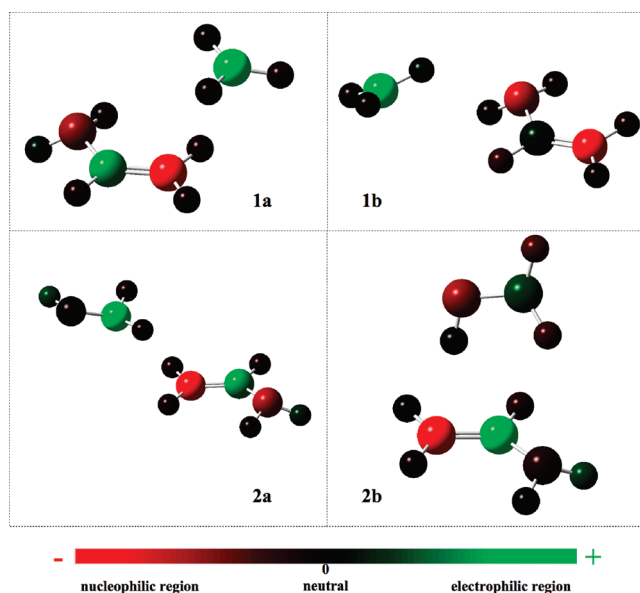 1a 1b
2a 2b
- 0 +
nucleophilic region neutral electrophilic region